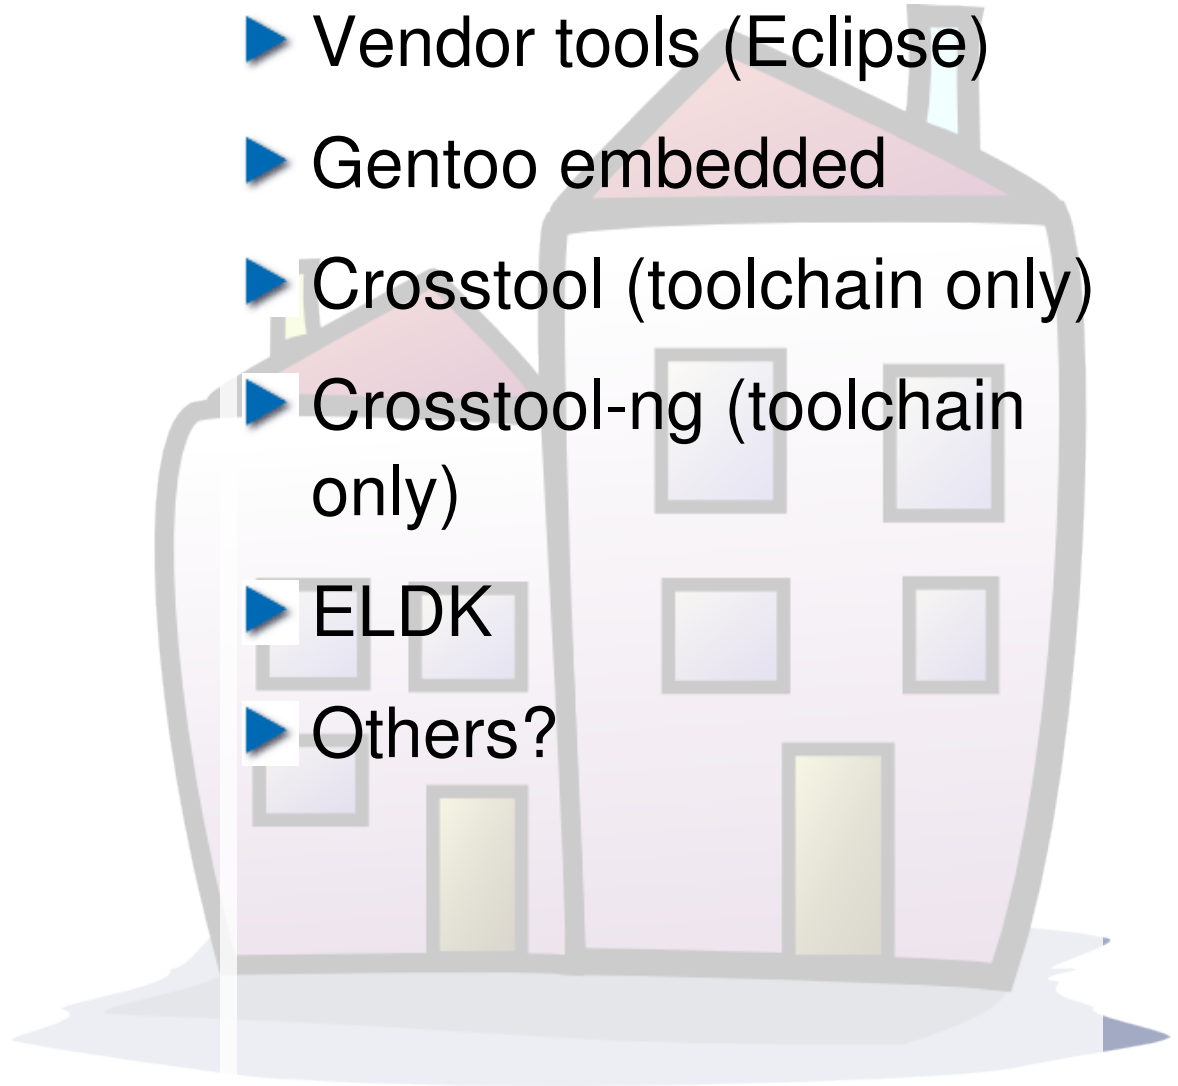 Vendor tools (Eclipse)
Gentoo embedded
Crosstool (toolchain only)
Crosstool-ng (toolchain
only)
ELDK
Others?